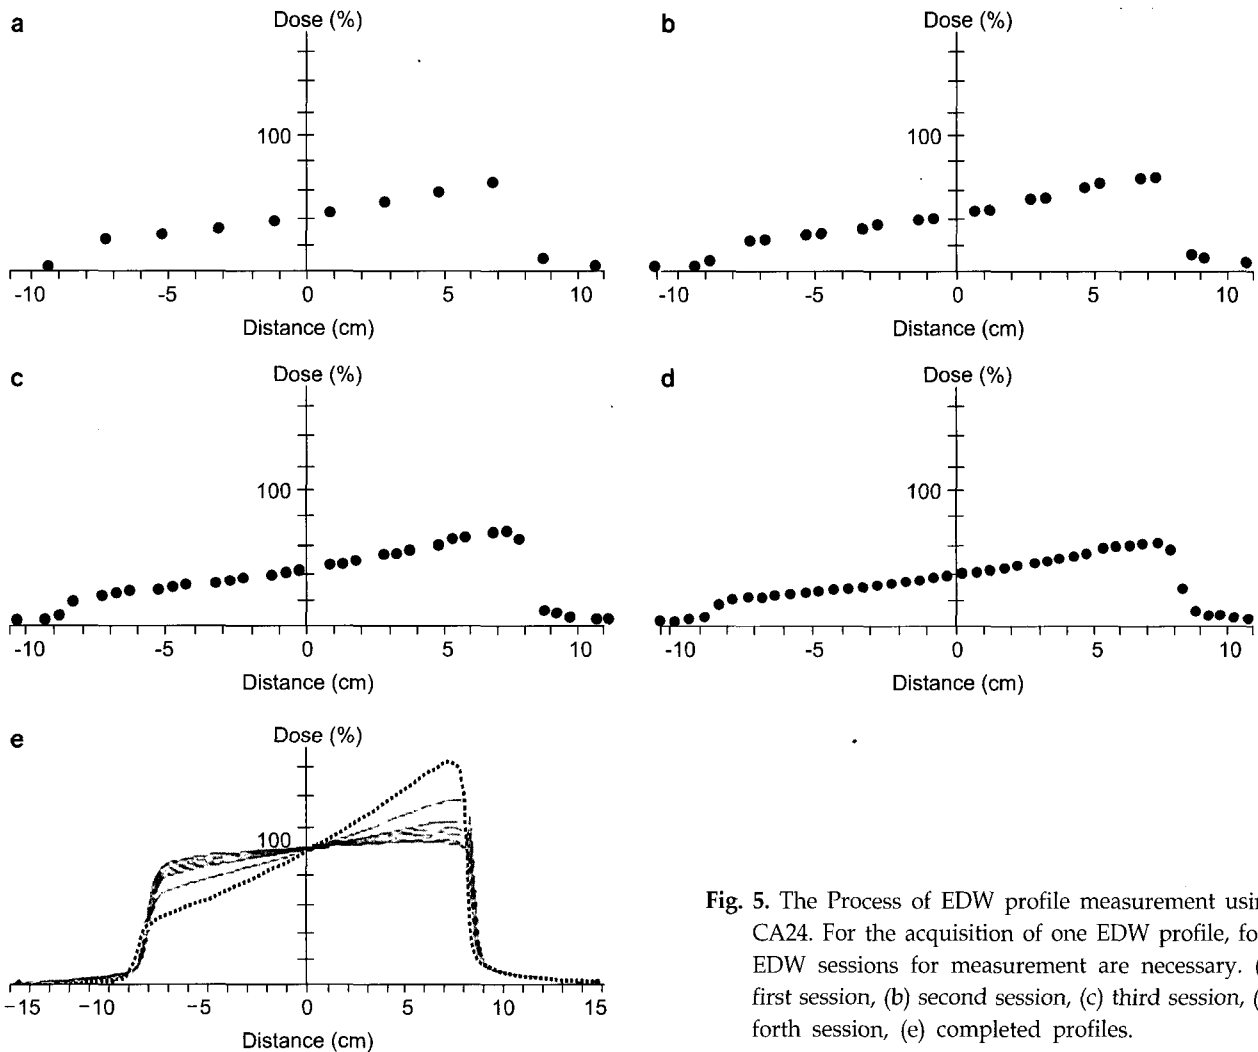 a
Dose (%)
100
-10
-5
0
5
10
Distance (cm)
b
Dose (%)
100
-10
-5
0
5
10
Distance (cm)
c
Dose (%)
100
-10
-5
0
5
10
Distance (cm)
d
Dose (%)
100
-10
-5
0
5
10
Distance (cm)
e
Dose (%)
100
-15
-10
-5
0
5
10
15
Distance (cm)
Fig. 5. The Process of EDW profile measurement usin
CA24. For the acquisition of one EDW profile, fo
EDW sessions for measurement are necessary. (
first session, (b) second session, (c) third session, (
forth session, (e) completed profiles.